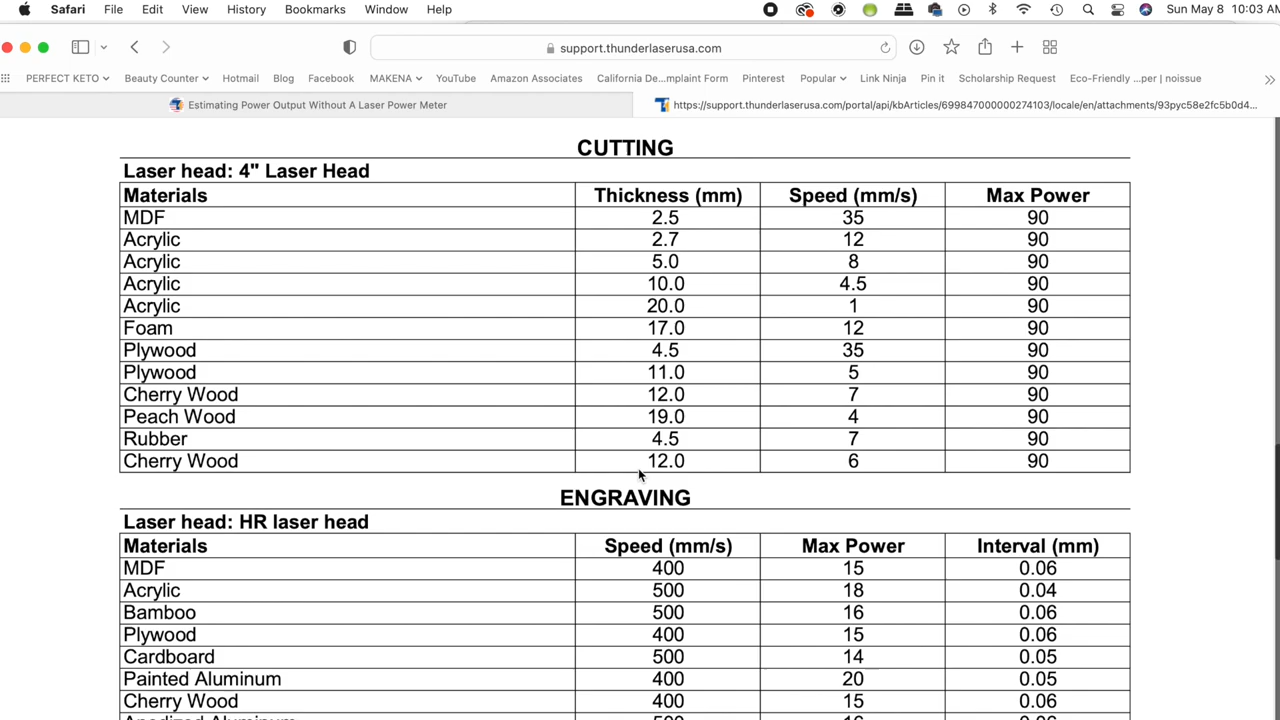 Safari File Edit View History Bookmarks Window Help Sun May 8 10:03 AM
support.thunderlaserusa.com
PERFECT KETO Beauty Counter Hotmail Blog Facebook MAKENA YouTube Amazon Associates California De...mplaint Form Pinterest Popular Link Ninja Pin it Scholarship Request Eco-Friendly ...per | noissue
Estimating Power Output Without A Laser Power Meter https://support.thunderlaserusa.com/portal/api/kbArticles/699847000000274103/locale/en/attachments/93pyc58e2fc5b0d4...
CUTTING
Laser head: 4" Laser Head
Materials Thickness (mm) Speed (mm/s) Max Power
MDF 2.5 35 90
Acrylic 2.7 12 90
Acrylic 5.0 8 90
Acrylic 10.0 4.5 90
Acrylic 20.0 1 90
Foam 17.0 12 90
Plywood 4.5 35 90
Plywood 11.0 5 90
Cherry Wood 12.0 7 90
Peach Wood 19.0 4 90
Rubber 4.5 7 90
Cherry Wood 12.0 6 90
ENGRAVING
Laser head: HR laser head
Materials Speed (mm/s) Max Power Interval (mm)
MDF 400 15 0.06
Acrylic 500 18 0.04
Bamboo 500 16 0.06
Plywood 400 15 0.06
Cardboard 500 14 0.05
Painted Aluminum 400 20 0.05
Cherry Wood 400 15 0.06